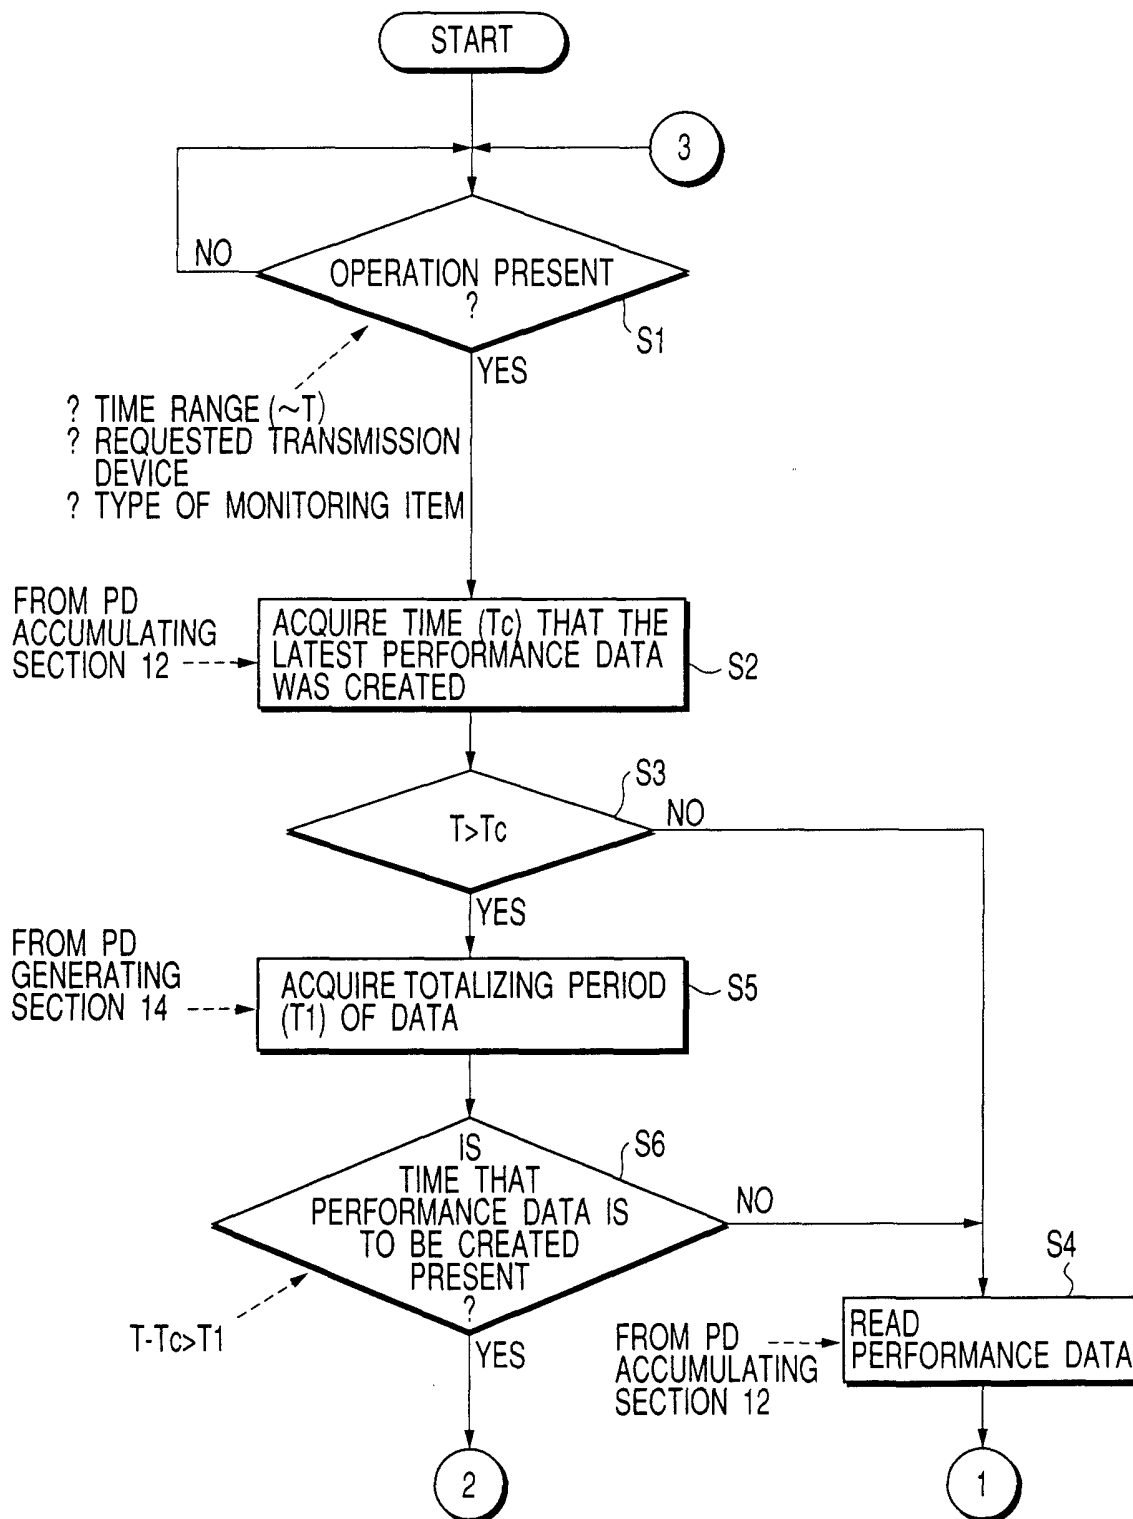 START
3
NO
OPERATION PRESENT
?
S1
YES
? TIME RANGE (~T)
? REQUESTED TRANSMISSION
DEVICE
? TYPE OF MONITORING ITEM
FROM PD
ACCUMULATING
SECTION 12
ACQUIRE TIME (Tc) THAT THE
LATEST PERFORMANCE DATA
WAS CREATED
S2
S3
T>Tc
NO
YES
FROM PD
GENERATING
SECTION 14
ACQUIRE TOTALIZING PERIOD
(T1) OF DATA
S5
IS
TIME THAT
PERFORMANCE DATA IS
TO BE CREATED
PRESENT
?
S6
NO
T-Tc>T1
YES
S4
FROM PD
ACCUMULATING
SECTION 12
READ
PERFORMANCE DATA
2
1